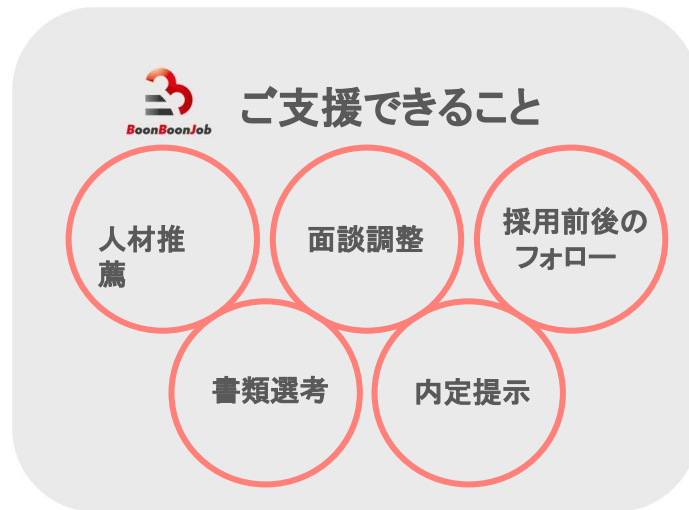 BoonBoonJob
ご支援できること
人材推
薦
面談調整
採用前後の
フォロー
書類選考
内定提示